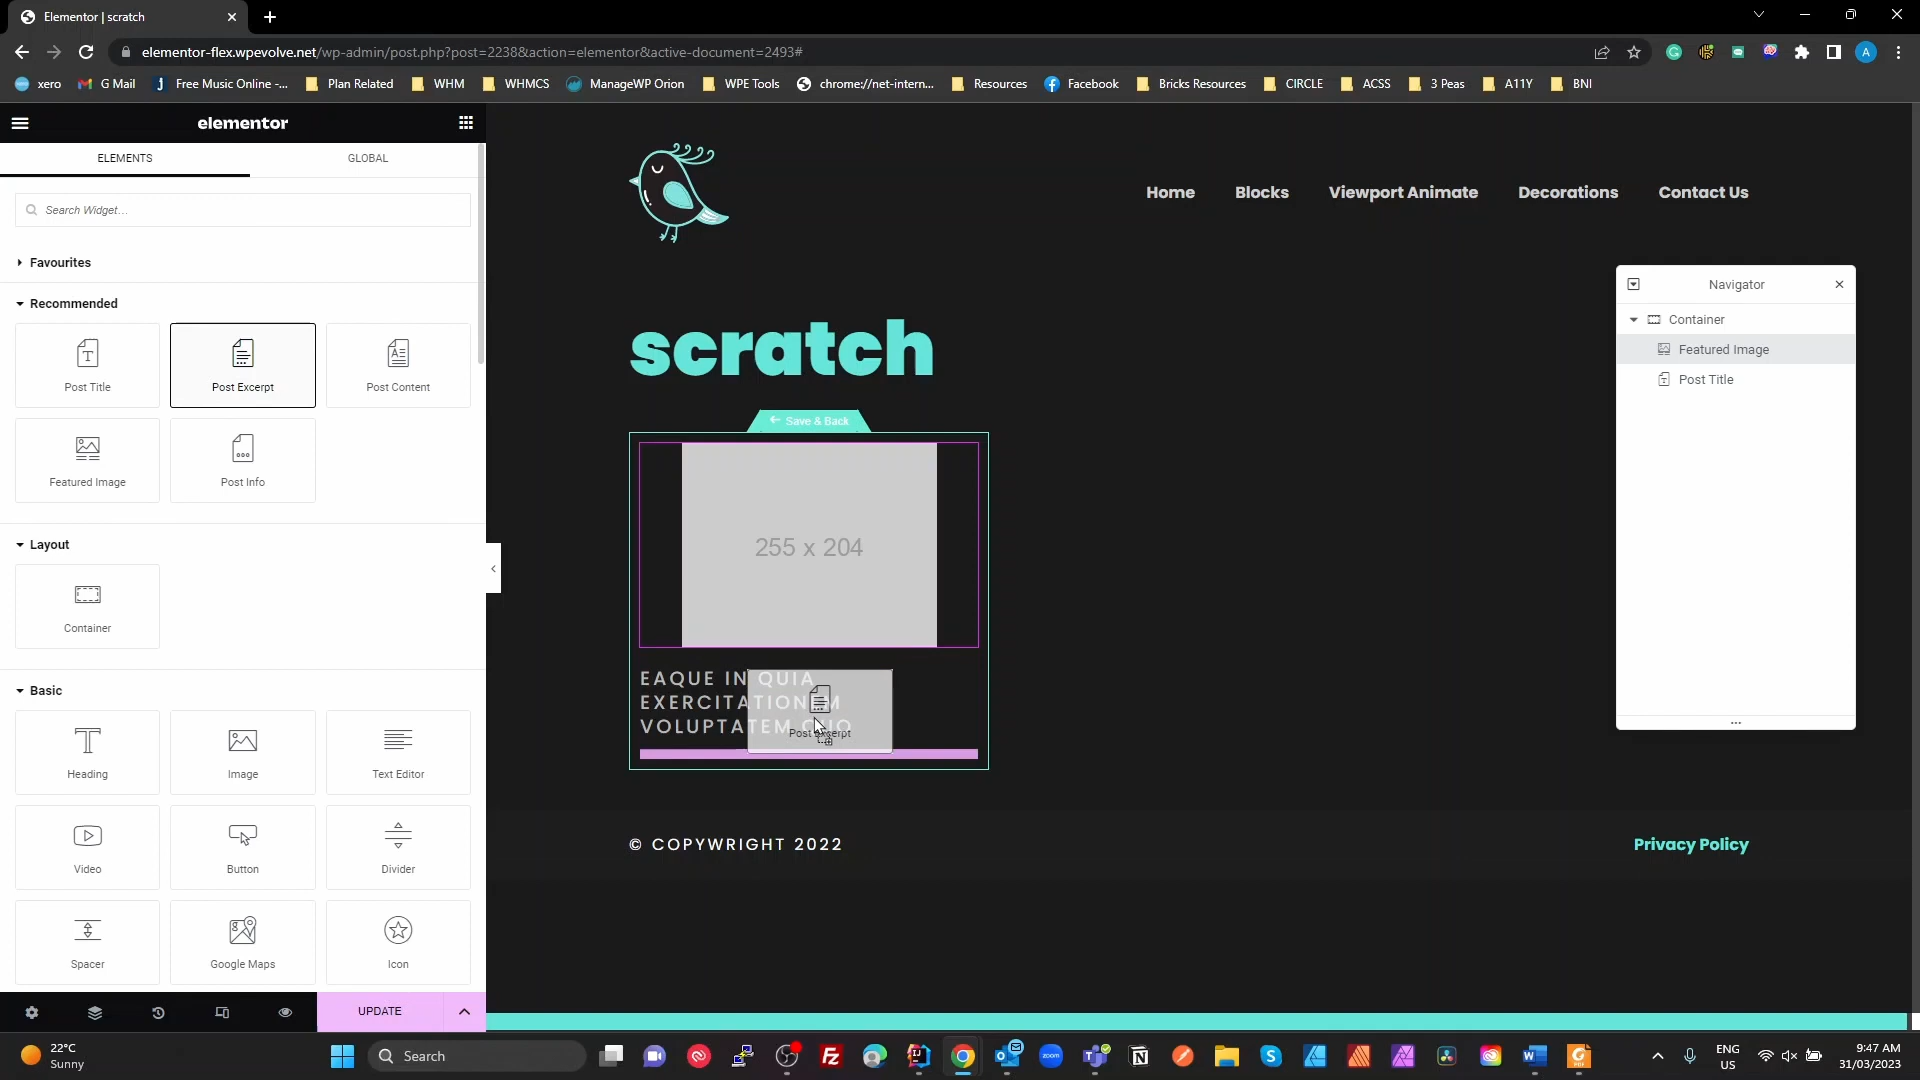 Elementor | scratch
elementor-flex.wpevolve.net/wp-admin/post.php?post=2238&action=elementor&active-document=2493#
xero
G Mail
Free Music Online -...
Plan Related
WHM
WHMCS
ManageWP Orion
WPE Tools
chrome://net-intern...
Resources
Facebook
Bricks Resources
CIRCLE
ACSS
3 Peas
A11Y
BNI
elementor
ELEMENTS
GLOBAL
Search Widget...
Favourites
Recommended
Post Title
Post Excerpt
Post Content
Featured Image
Post Info
Layout
Container
Basic
Heading
Image
Text Editor
Video
Button
Divider
Spacer
Google Maps
Icon
UPDATE
Home
Blocks
Viewport Animate
Decorations
Contact Us
scratch
Save & Back
255 x 204
EAQUE IN QUIA
VOLUPTATEM
Post Excerpt
© COPYWRIGHT 2022
Privacy Policy
Navigator
Container
Featured Image
Post Title
22°C
Sunny
Search
ENG
US
9:47 AM
31/03/2023